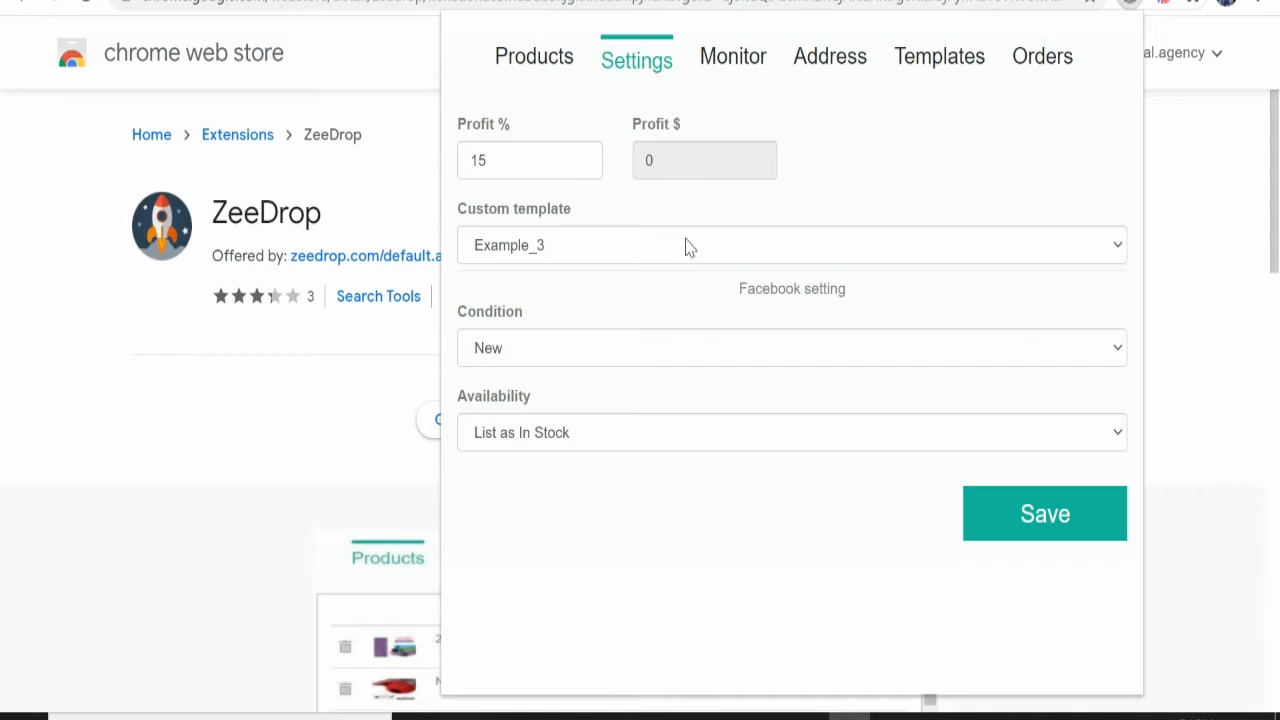 chrome web store
Products Settings Monitor Address Templates Orders
al.agency
Home > Extensions > ZeeDrop
Profit % Profit $
15 0
ZeeDrop
Custom template
Example_3
Offered by: zeedrop.com/default.a
3 Search Tools
Facebook setting
Condition
New
Availability
List as In Stock
Save
Products